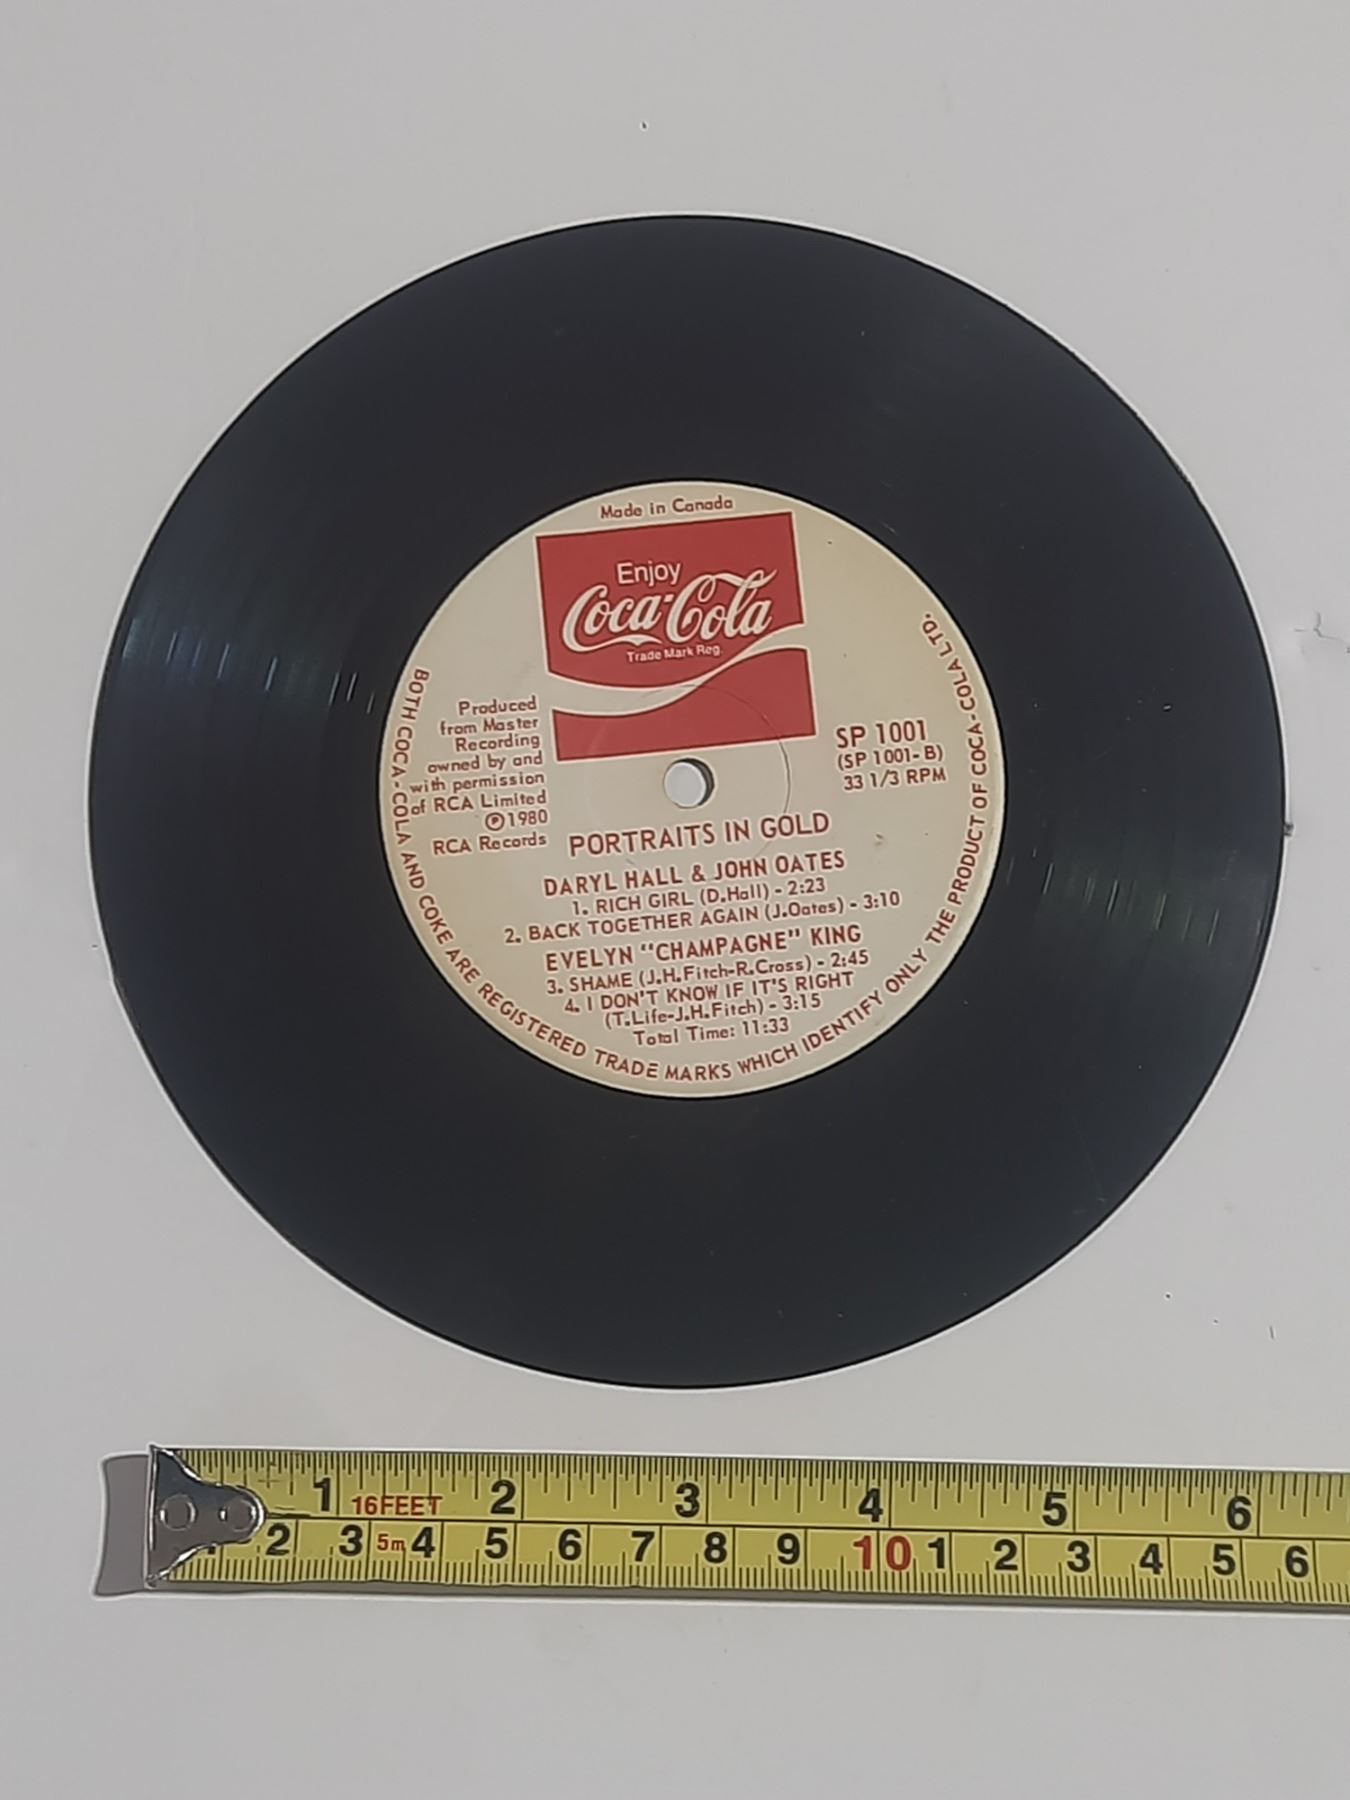 Made in Canada
Enjoy
Coca-Cola
Trade Mark Reg.
Produced
from Master
Recording
owned by and
with permission
of RCA Limited
Ⓟ1980
RCA Records
SP 1001
(SP 1001-B)
33 1/3 RPM
PORTRAITS IN GOLD
DARYL HALL & JOHN OATES
1. RICH GIRL (D.Hall) - 2:23
2. BACK TOGETHER AGAIN (J.Oates) - 3:10
EVELYN "CHAMPAGNE" KING
3. SHAME (J.H.Fitch-R.Cross) - 2:45
4. I DON'T KNOW IF IT'S RIGHT
(T.Life-J.H.Fitch) - 3:15
Total Time: 11:33
BOTH COCA-COLA AND COKE ARE REGISTERED TRADE MARKS WHICH IDENTIFY ONLY THE PRODUCT OF COCA-COLA LTD.
1 16FEET 2 3 4 5 6
1 2 3 5m 4 5 6 7 8 9 10 1 2 3 4 5 6